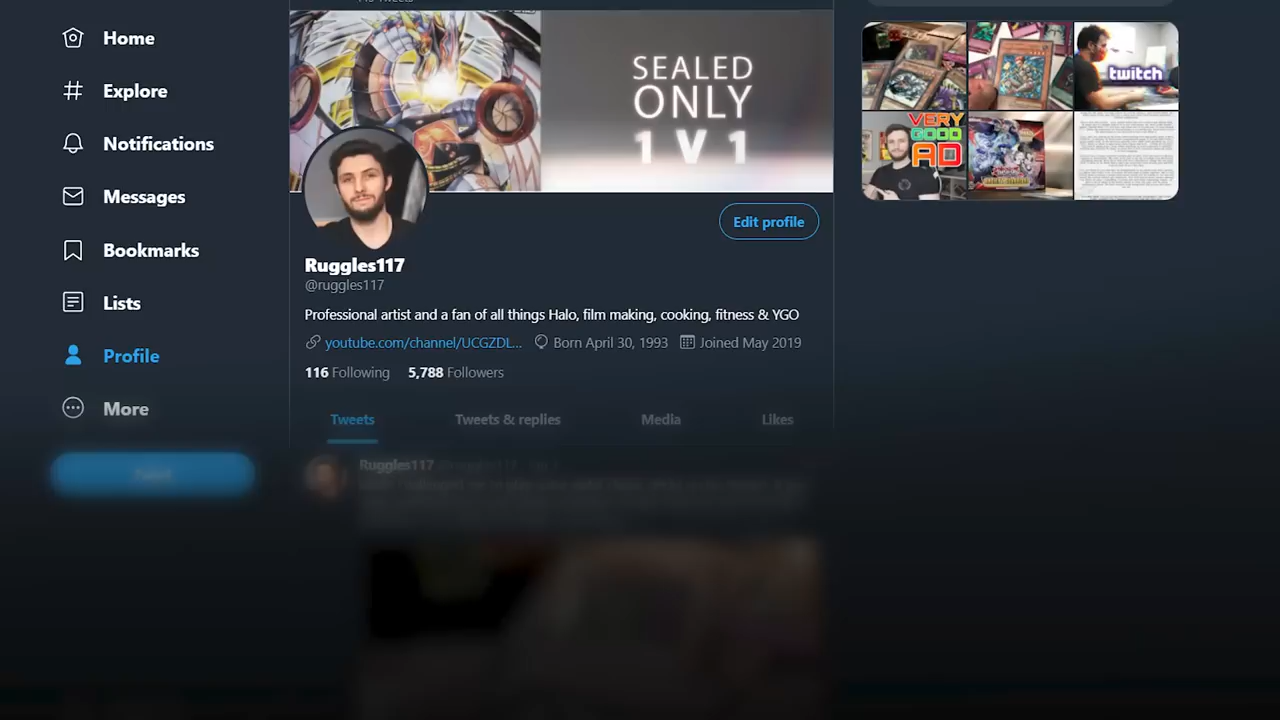 Home
Explore
Notifications
Messages
Bookmarks
Lists
Profile
More
SEALED
ONLY
1 V 1
Edit profile
Ruggles117
@ruggles117
Professional artist and a fan of all things Halo, film making, cooking, fitness & YGO
youtube.com/channel/UCGZDL... Born April 30, 1993 Joined May 2019
116 Following 5,788 Followers
Tweets Tweets & replies Media Likes
Ruggles117
twitch
VERY
GOOD
AD